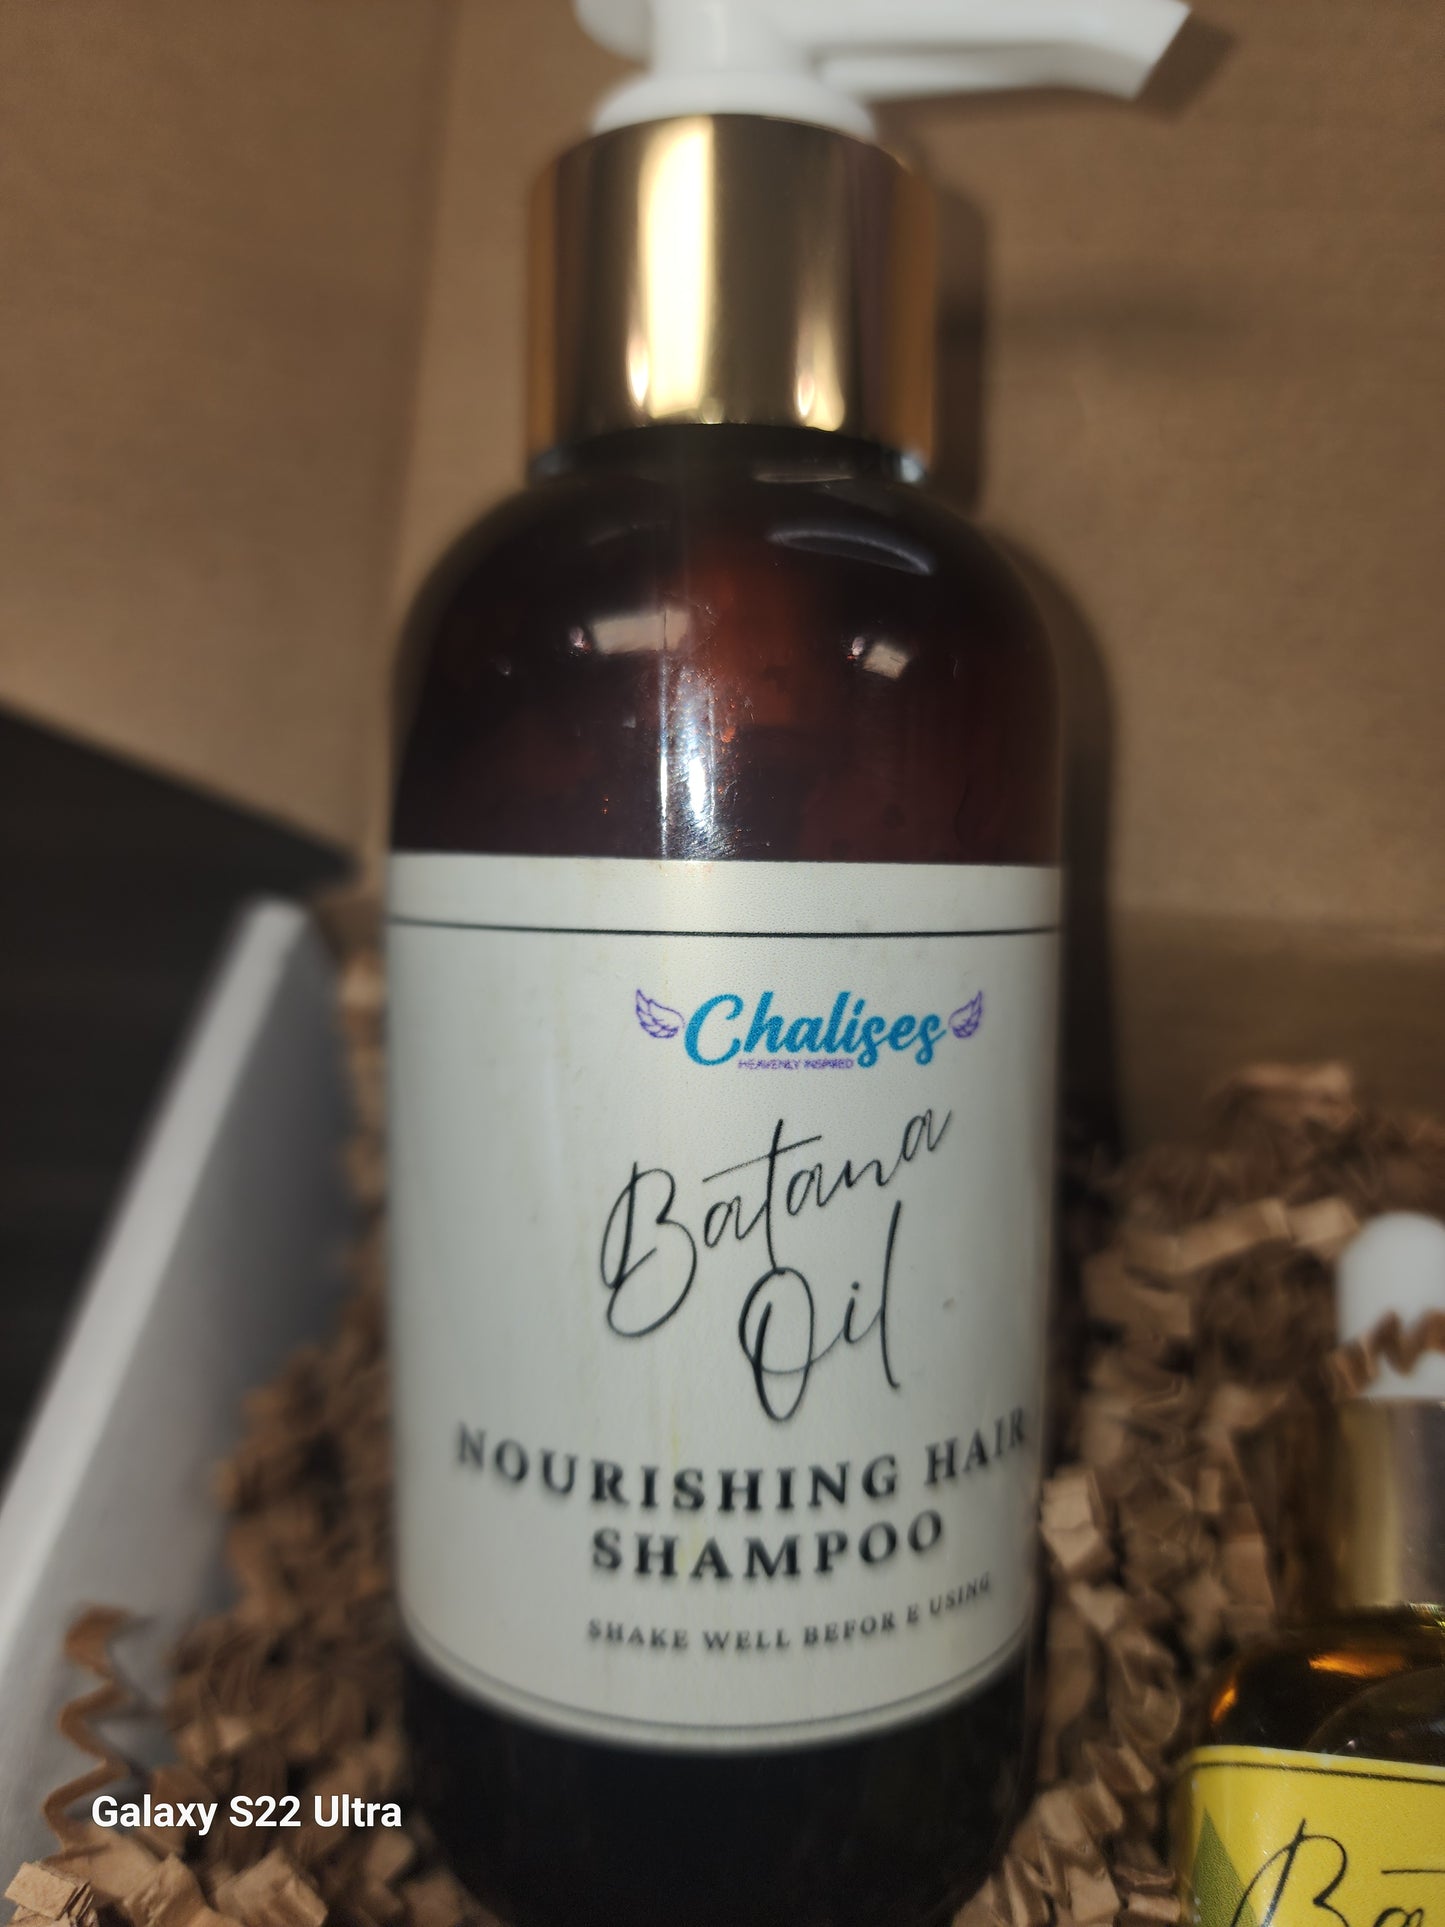 Chalises
HEAVENLY INSPIRED
Batana
Oil
NOURISHING HAIR
SHAMPOO
SHAKE WELL BEFOR E USING
Galaxy S22 Ultra